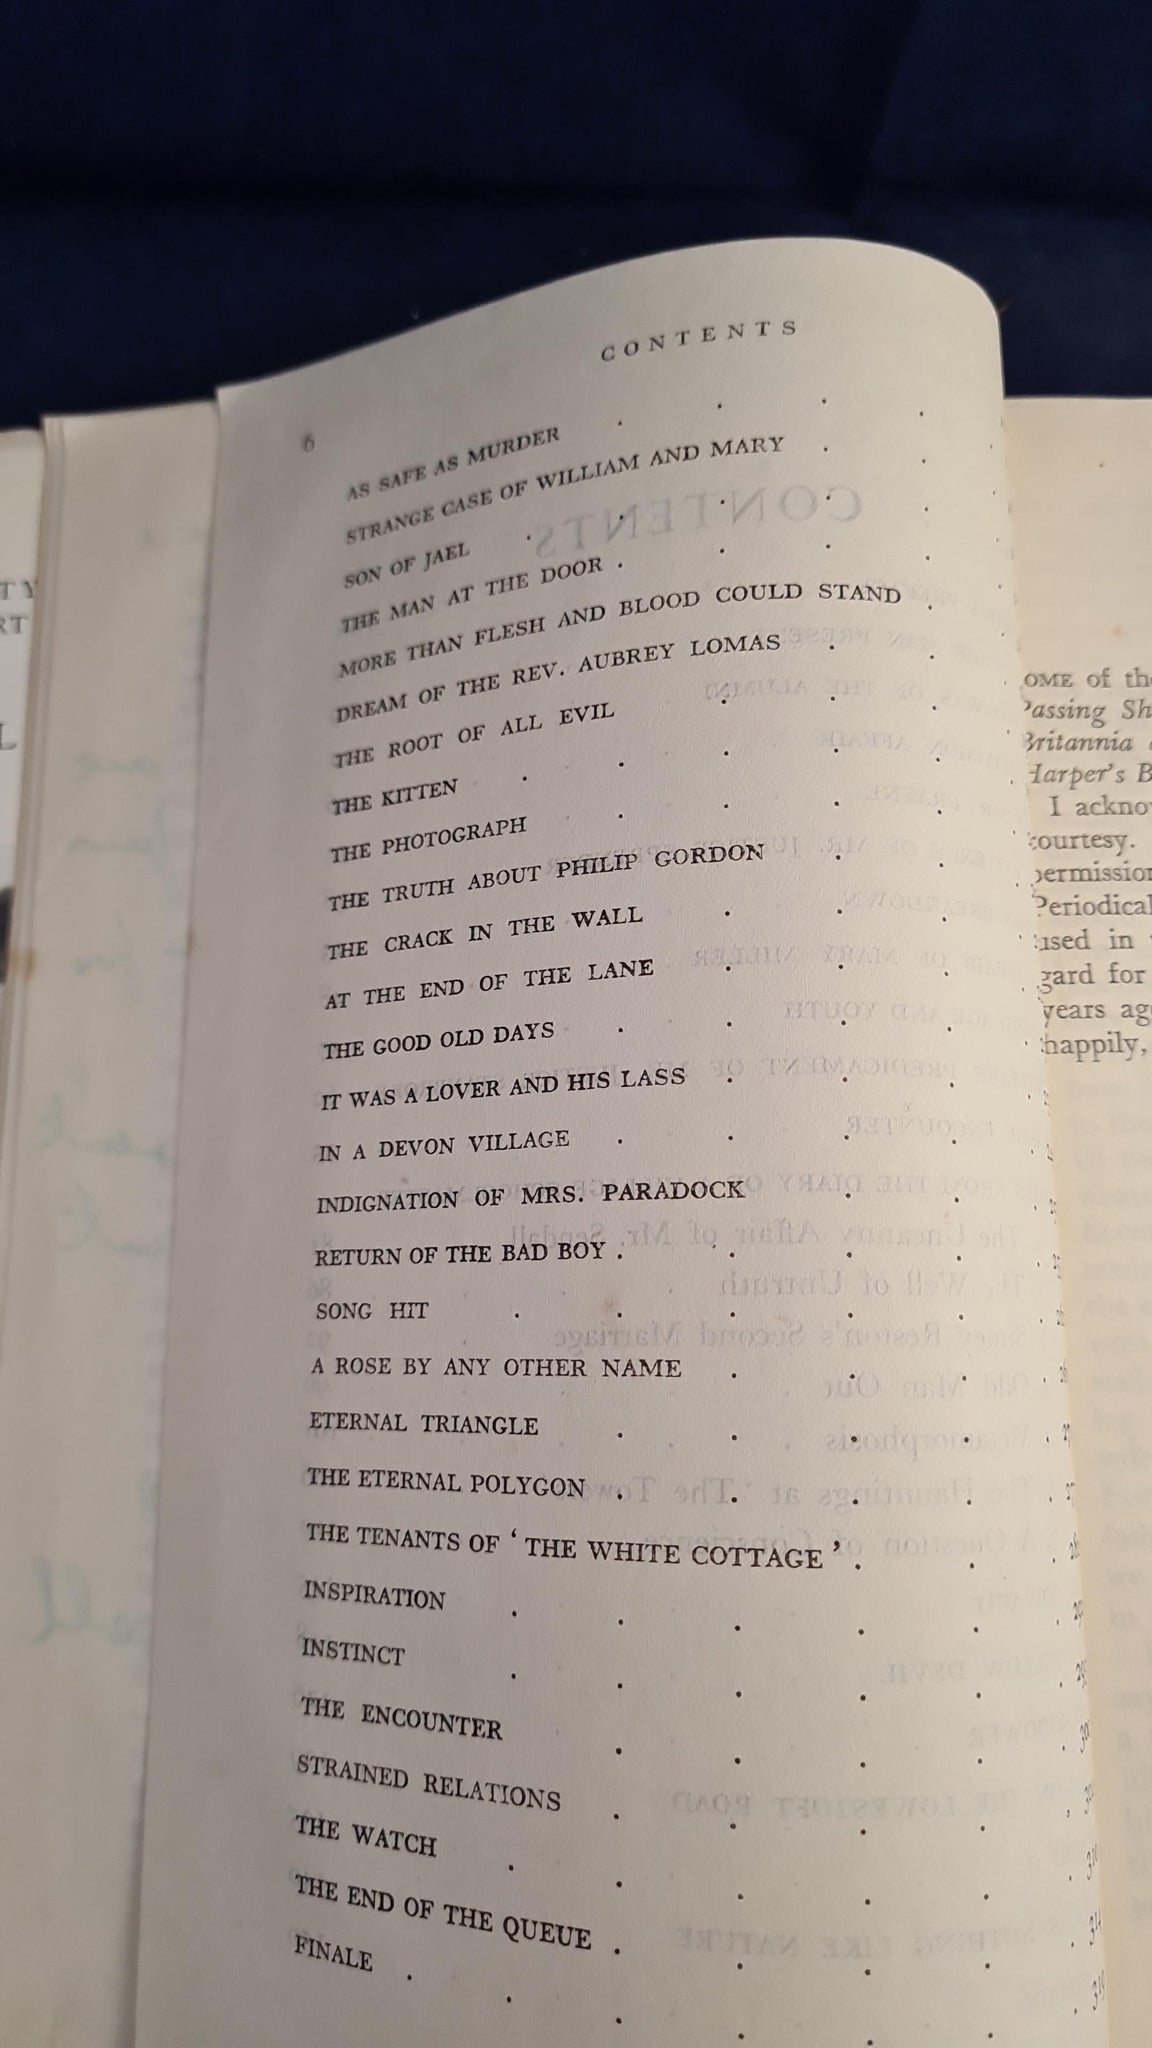 CONTENTS
6
AS SAFE AS MURDER
STRANGE CASE OF WILLIAM AND MARY
SON OF JAEL
THE MAN AT THE DOOR
MORE THAN FLESH AND BLOOD COULD STAND
DREAM OF THE REV. AUBREY LOMAS
THE ROOT OF ALL EVIL
THE KITTEN
THE PHOTOGRAPH
THE TRUTH ABOUT PHILIP GORDON
THE CRACK IN THE WALL
AT THE END OF THE LANE
THE GOOD OLD DAYS
IT WAS A LOVER AND HIS LASS
IN A DEVON VILLAGE
INDIGNATION OF MRS. PARADOCK
RETURN OF THE BAD BOY
SONG HIT
A ROSE BY ANY OTHER NAME
ETERNAL TRIANGLE
THE ETERNAL POLYGON
THE TENANTS OF 'THE WHITE COTTAGE'
INSPIRATION
INSTINCT
THE ENCOUNTER
STRAINED RELATIONS
THE WATCH
THE END OF THE QUEUE
FINALE
OME of the
Passing Sh
Britannia
Harper's B
I acknow
courtesy.
permission
Periodical
used in
gard for
years ago
happily,